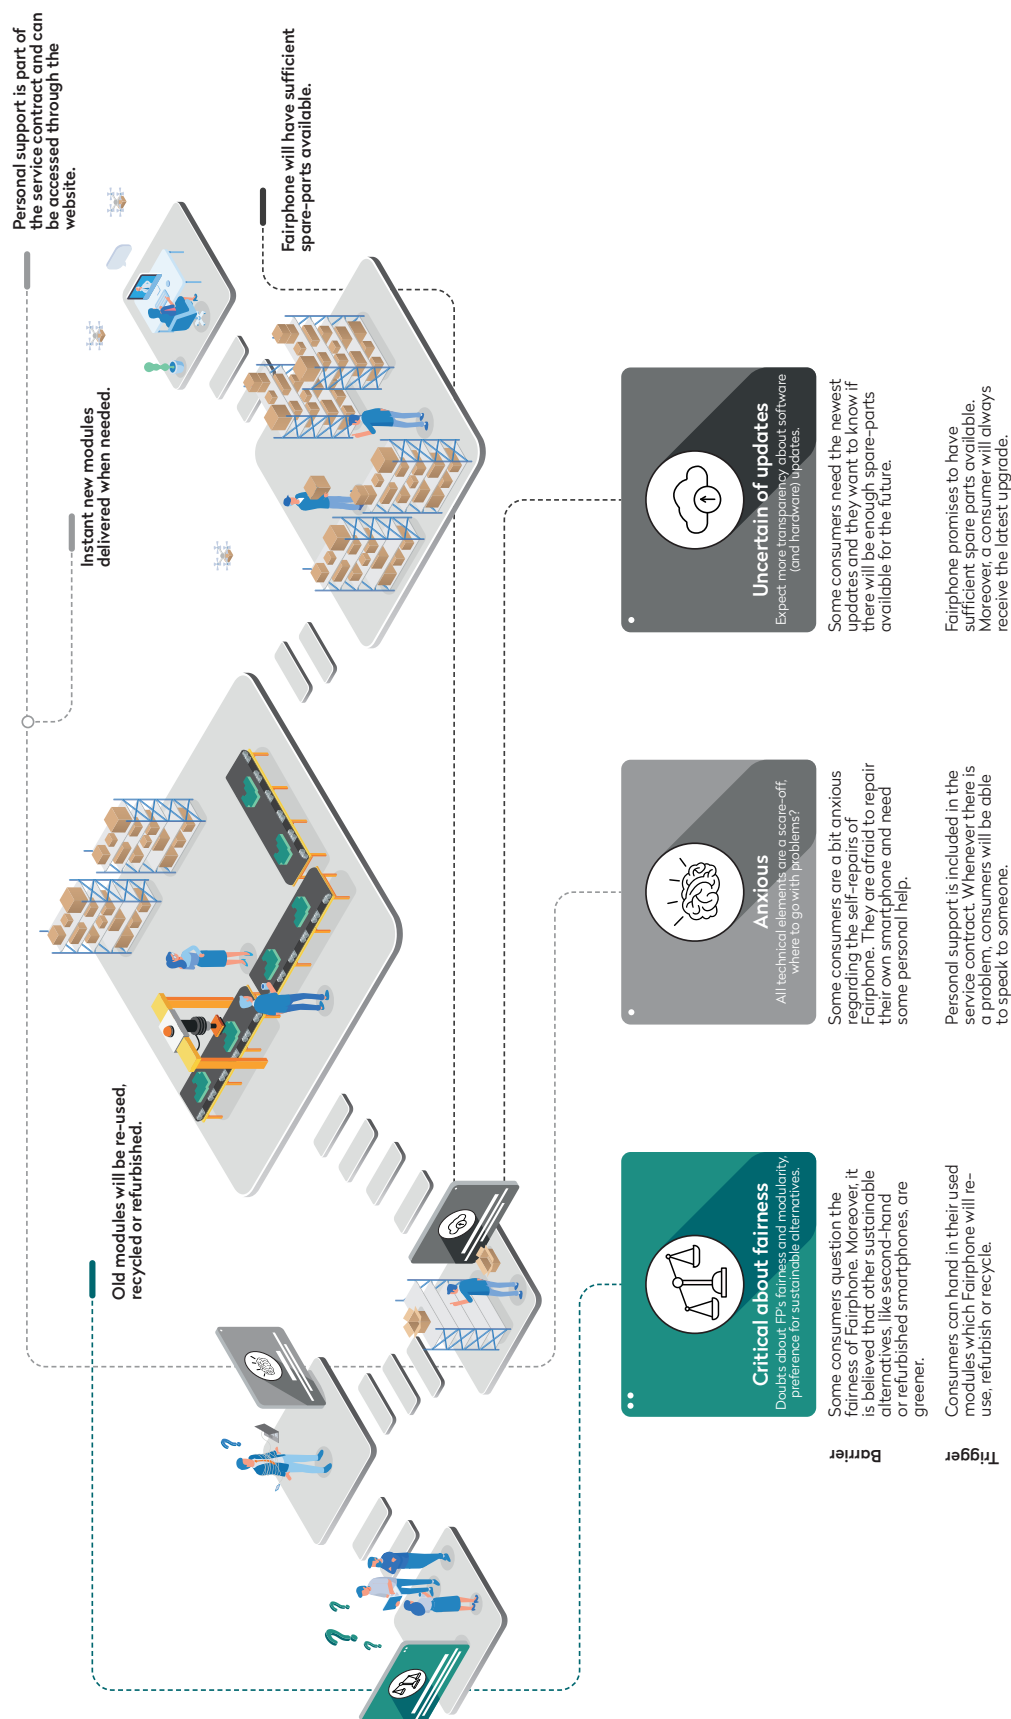 Old modules will be re-used,
recycled or refurbished.
Instant new modules
delivered when needed.
Personal support is part of
the service contract and can
be accessed through the
website.
Fairphone will have sufficient
spare-parts available.
Critical about fairness
Doubts about FP's fairness and modularity,
preference for sustainable alternatives.
Anxious
All technical elements are a scare-off,
where to go with problems?
Uncertain of updates
Expect more transparency about software
(and hardware) updates.
Barrier
Some consumers question the
fairness of Fairphone. Moreover, it
is believed that other sustainable
alternatives, like second-hand
or refurbished smartphones, are
greener.
Some consumers are a bit anxious
regarding the self-repairs of
Fairphone. They are afraid to repair
their own smartphone and need
some personal help.
Some consumers need the newest
updates and they want to know if
there will be enough spare-parts
available for the future.
Trigger
Consumers can hand in their used
modules which Fairphone will re-
use, refurbish or recycle.
Personal support is included in the
service contract. Whenever there is
a problem, consumers will be able
to speak to someone.
Fairphone promises to have
sufficient spare parts available.
Moreover, a consumer will always
receive the latest upgrade.